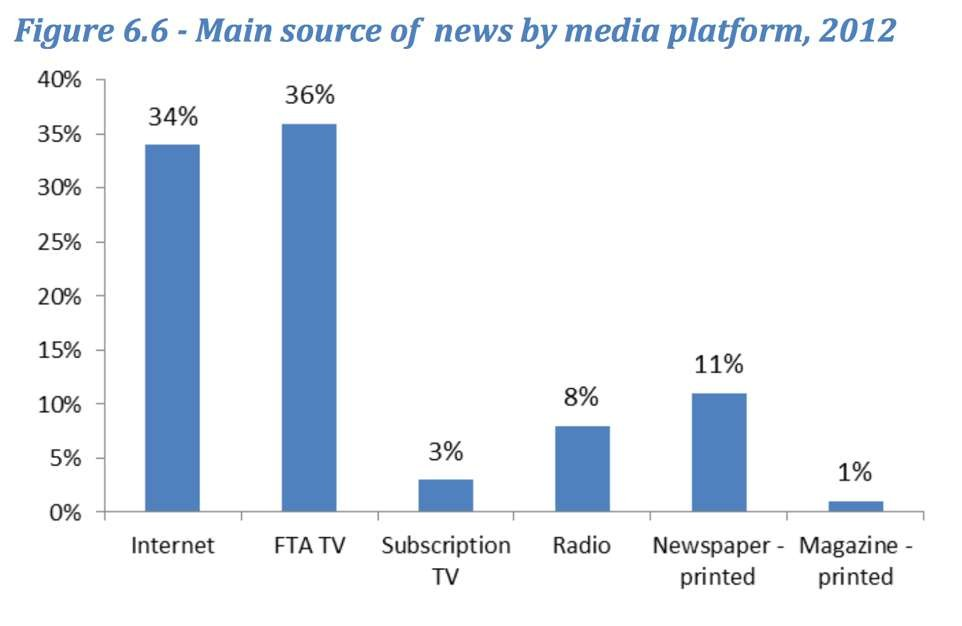 Figure 6.6 - Main source of news by media platform, 2012
40%
35%
30%
25%
20%
15%
10%
5%
0%
34%
36%
3%
8%
11%
1%
Internet
FTA TV
Subscription
TV
Radio
Newspaper -
printed
Magazine -
printed